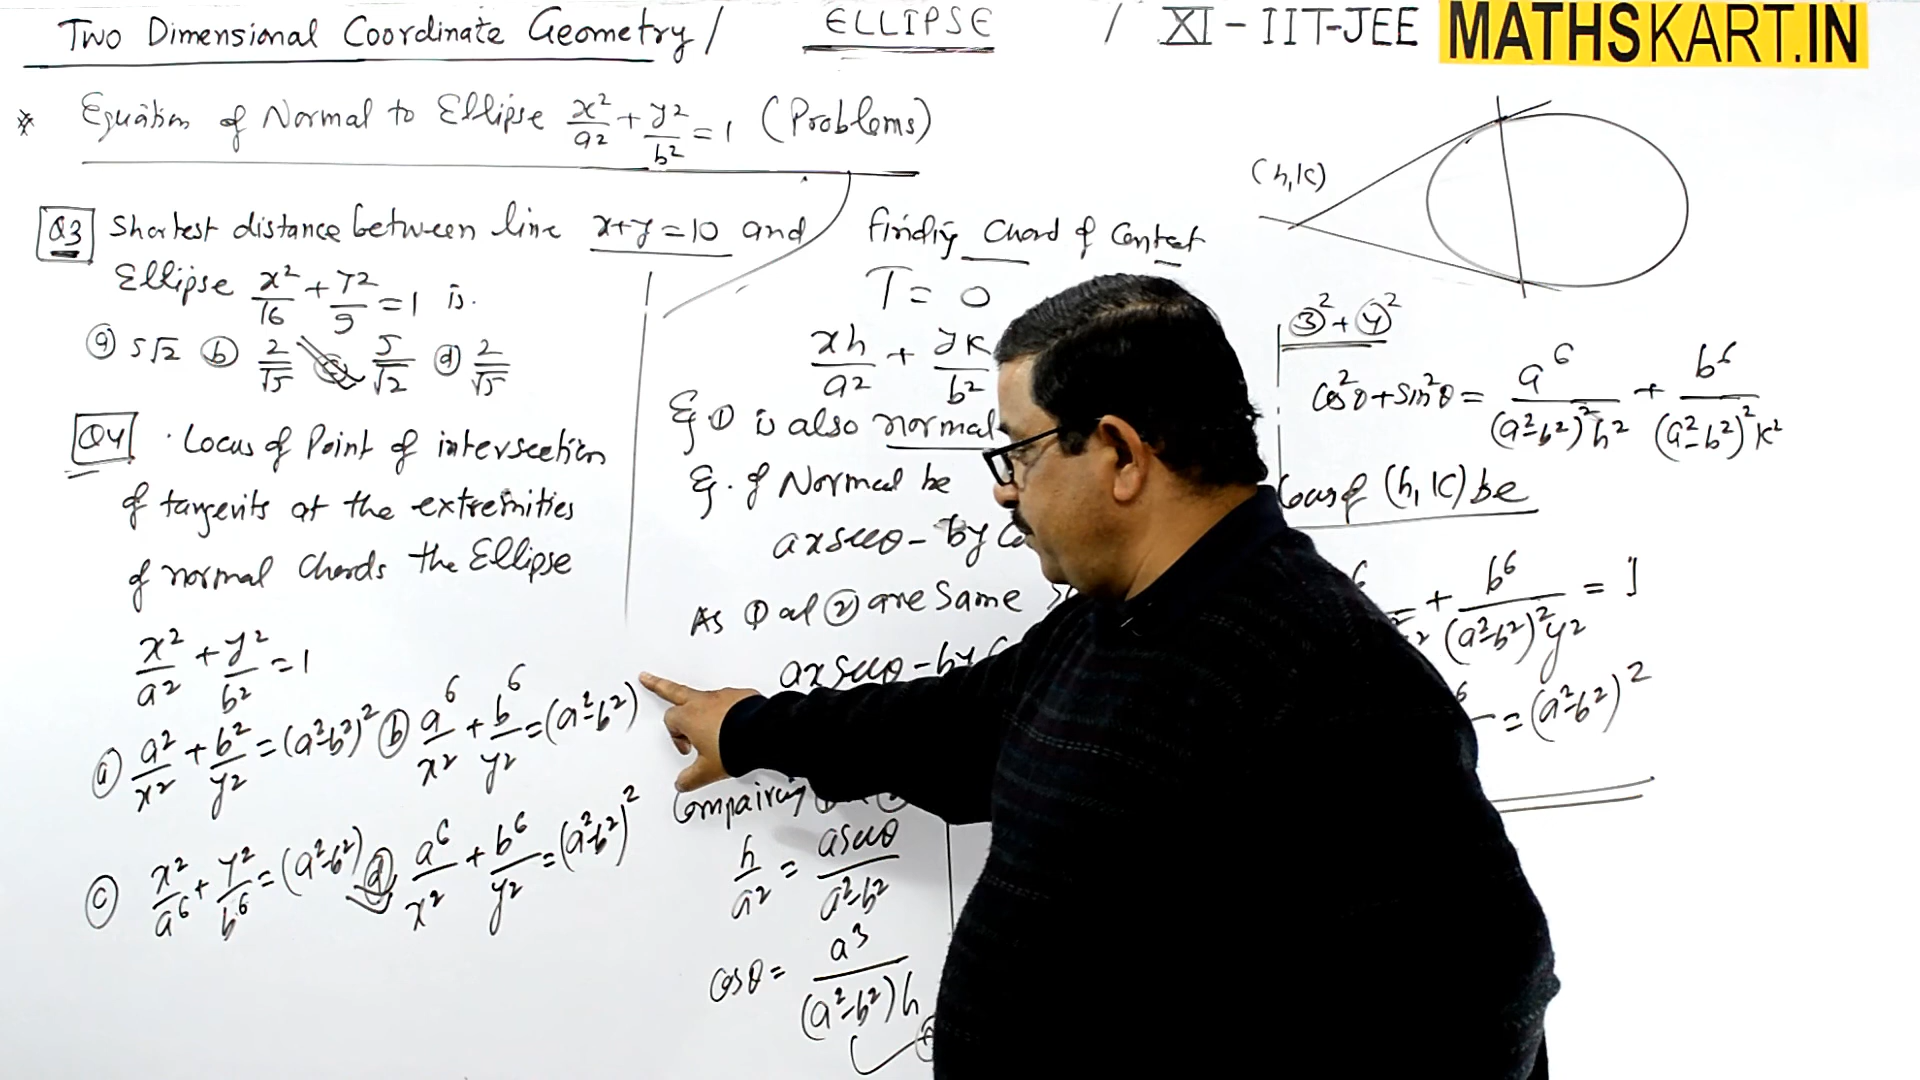 Two Dimensional Coordinate Geometry / ELLIPSE / XI - IIT-JEE MATHSKART.IN
* Equation of Normal to Ellipse x²/a² + y²/b² = 1 (Problems)
Q3 Shortest distance between line x+y=10 and
Ellipse x²/16 + y²/9 = 1 is.
(a) 5√2 (b) 2/√5 (c) 5/√2 (d) 2/√5
Q4 . Locus of Point of intersection
of tangents at the extremities
of normal Chords the Ellipse
x²/a² + y²/b² = 1
(a) a²/x² + b²/y² = (a²-b²)² (b) a⁶/x² + b⁶/y² = (a²-b²)
(c) x²/a⁶ + y²/b⁶ = (a²-b²) (d) a⁶/x² + b⁶/y² = (a²-b²)²
Finding Chord of Contact
T = 0
xh/a² + yk/b²
Eq ① is also normal
Eq. of Normal be
ax secθ - by
As ① and ② are same
ax secθ - by
Compairing
h/a² = a secθ/a²-b²
cosθ = a³/(a²-b²)h
(h, k)
③² + ④²
cos²θ + sin²θ = a⁶/(a²-b²)²h² + b⁶/(a²-b²)²k²
of (h, k) be
+ b⁶/(a²-b²)²y² = 1
= (a²-b²)²